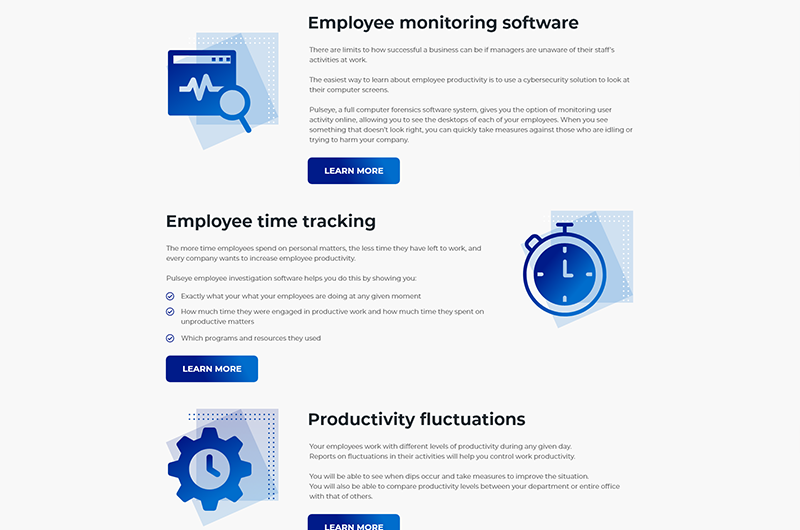 Employee monitoring software
There are limits to how successful a business can be if managers are unaware of their staff's
activities at work.
The easiest way to learn about employee productivity is to use a cybersecurity solution to look at
their computer screens.
Pulseye, a full computer forensics software system, gives you the option of monitoring user
activity online, allowing you to see the desktops of each of your employees. When you see
something that doesn't look right, you can quickly take measures against those who are idling or
trying to harm your company.
LEARN MORE
Employee time tracking
The more time employees spend on personal matters, the less time they have left to work, and
every company wants to increase employee productivity.
Pulseye employee investigation software helps you do this by showing you:
Exactly what your what your employees are doing at any given moment
How much time they were engaged in productive work and how much time they spent on
unproductive matters
Which programs and resources they used
LEARN MORE
Productivity fluctuations
Your employees work with different levels of productivity during any given day.
Reports on fluctuations in their activities will help you control work productivity.
You will be able to see when dips occur and take measures to improve the situation.
You will also be able to compare productivity levels between your department or entire office
with that of others.
LEARN MORE